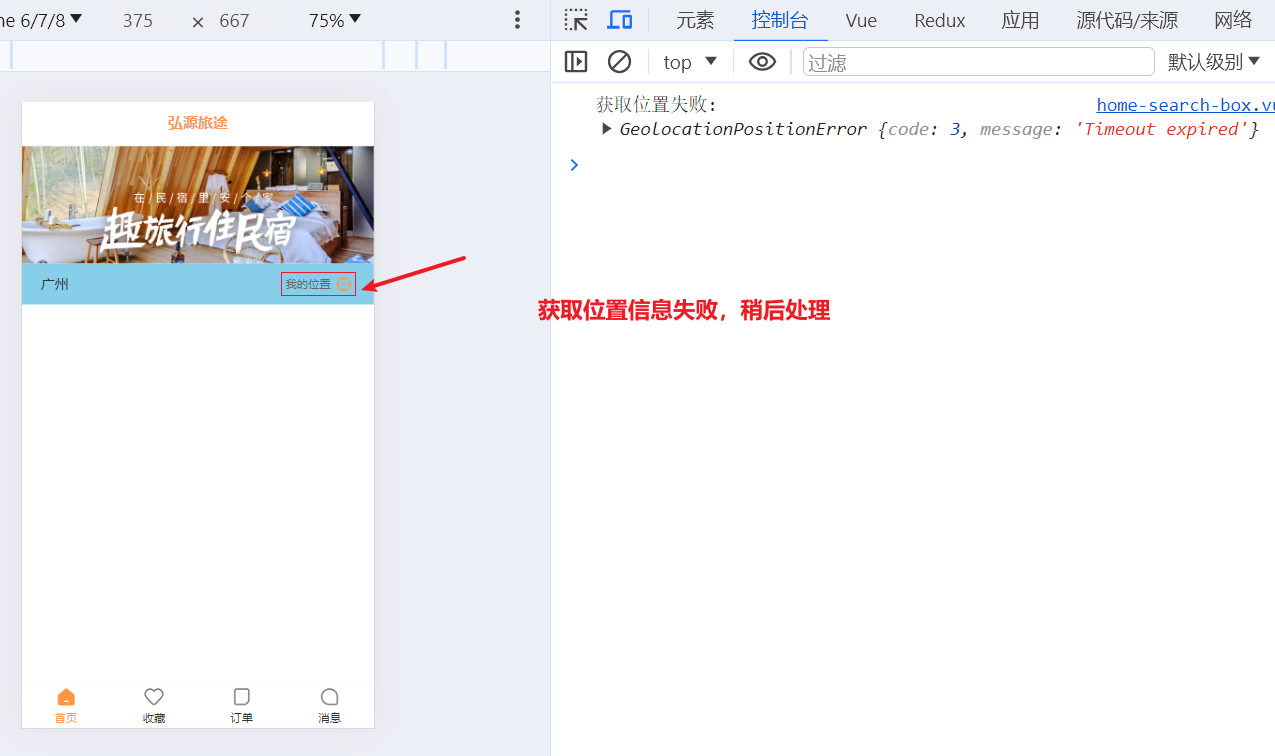 ne 6/7/8 375 × 667 75%
元素 控制台 Vue Redux 应用 源代码/来源 网络
top 过滤 默认级别
获取位置失败: home-search-box.vu
GeolocationPositionError {code: 3, message: 'Timeout expired'}
弘源旅途
在/民/宿/里/安/个/家
趣旅行住民宿
广州 我的位置
获取位置信息失败，稍后处理
首页 收藏 订单 消息